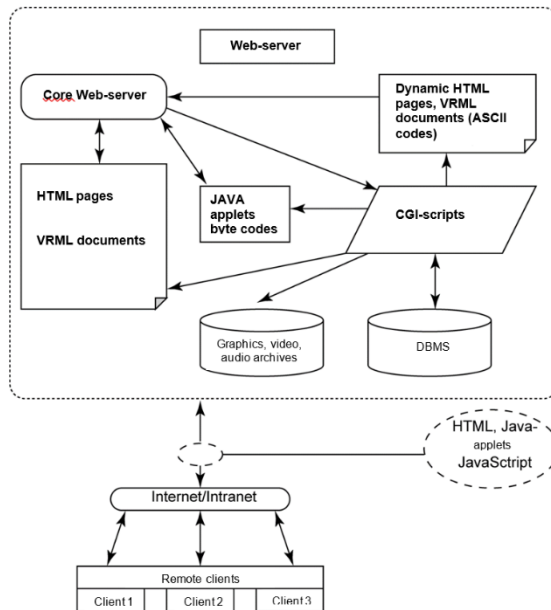 Web-server
Core Web-server
Dynamic HTML
pages, VRML
documents (ASCII
codes)
HTML pages
VRML documents
JAVA
applets
byte codes
CGI-scripts
Graphics, video,
audio archives
DBMS
HTML, Java-
applets
JavaSctript
Internet/Intranet
Remote clients
Client 1
Client 2
Client 3